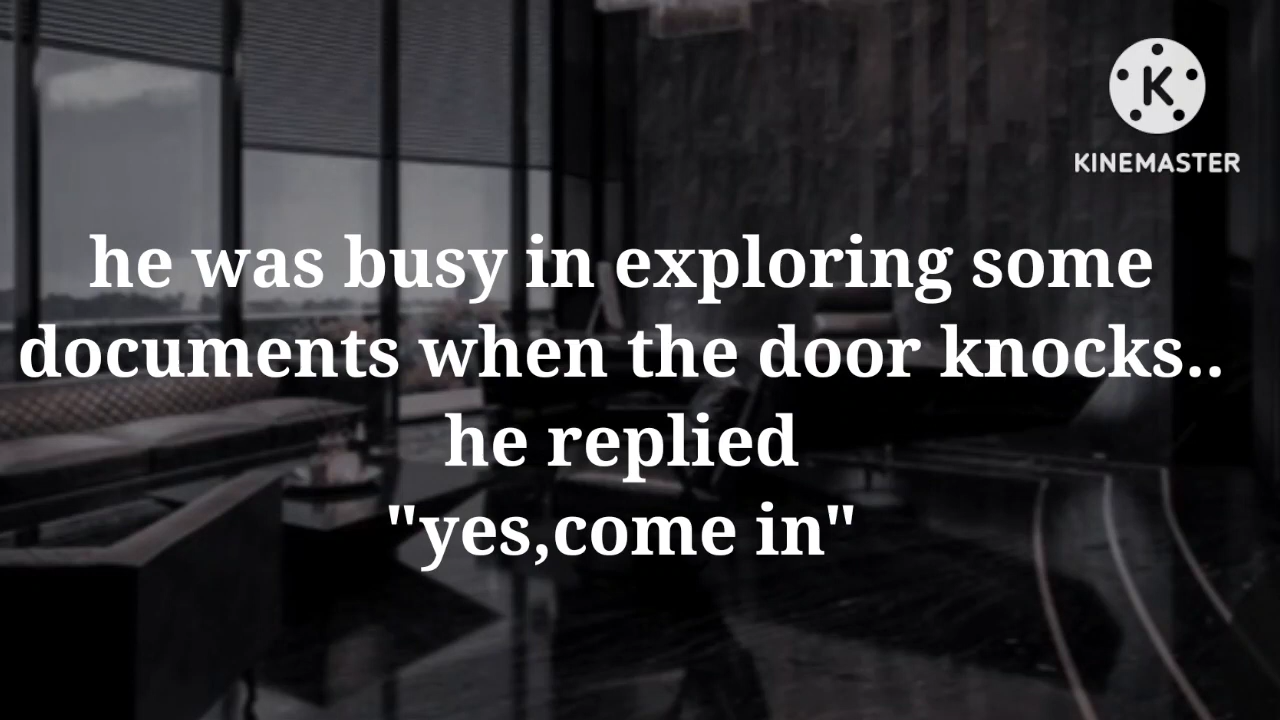 K
KINEMASTER
he was busy in exploring some
documents when the door knocks..
he replied
"yes,come in"